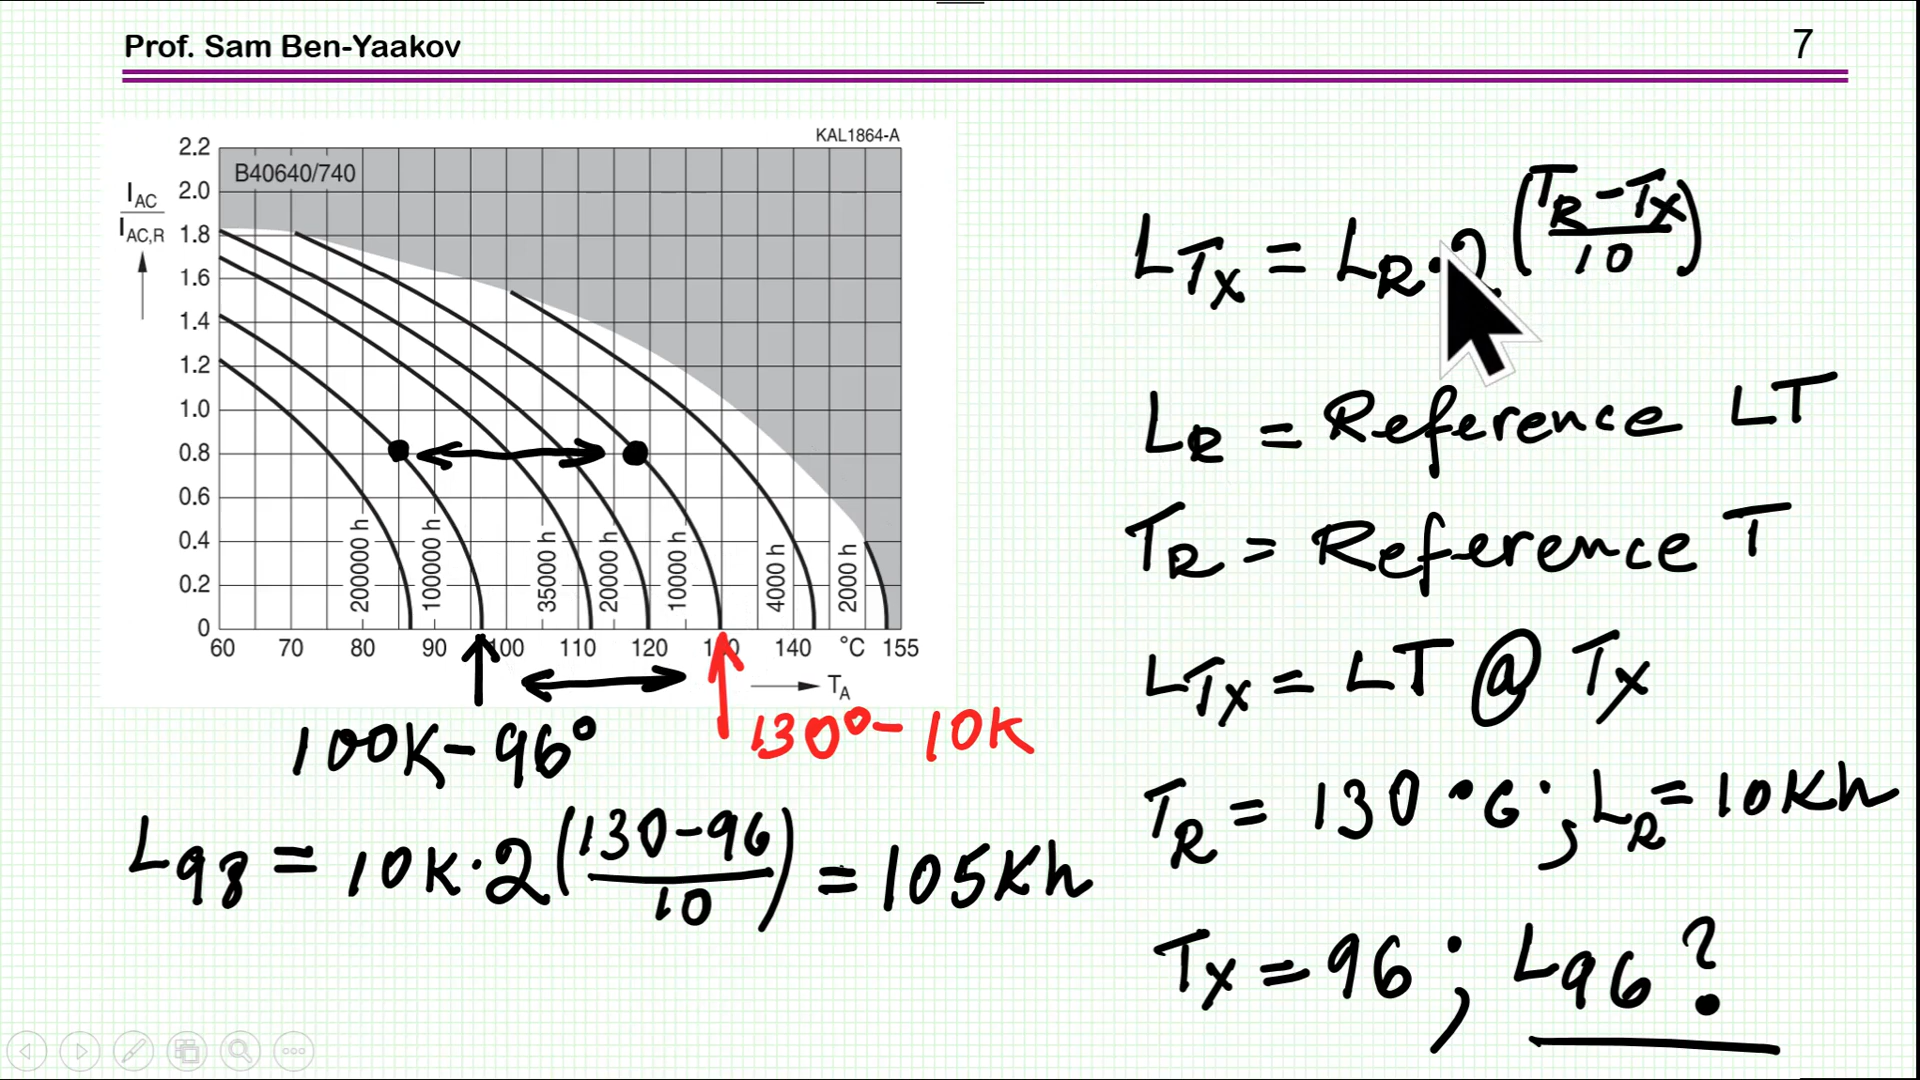 Prof. Sam Ben-Yaakov
7
KAL1864-A
B40640/740
I AC
I AC,R
2.2
2.0
1.8
1.6
1.4
1.2
1.0
0.8
0.6
0.4
0.2
0
200000 h
100000 h
35000 h
20000 h
10000 h
4000 h
2000 h
60 70 80 90 100 110 120 140 °C 155
T A
100K - 96°
130° - 10K
L98 = 10K · 2 (130-96 / 10) = 105Kh
LTx = LR · 2 (TR - Tx / 10)
LR = Reference LT
TR = Reference T
LTx = LT @ Tx
TR = 130 °C ; LR = 10Kh
Tx = 96 ; L96 ?